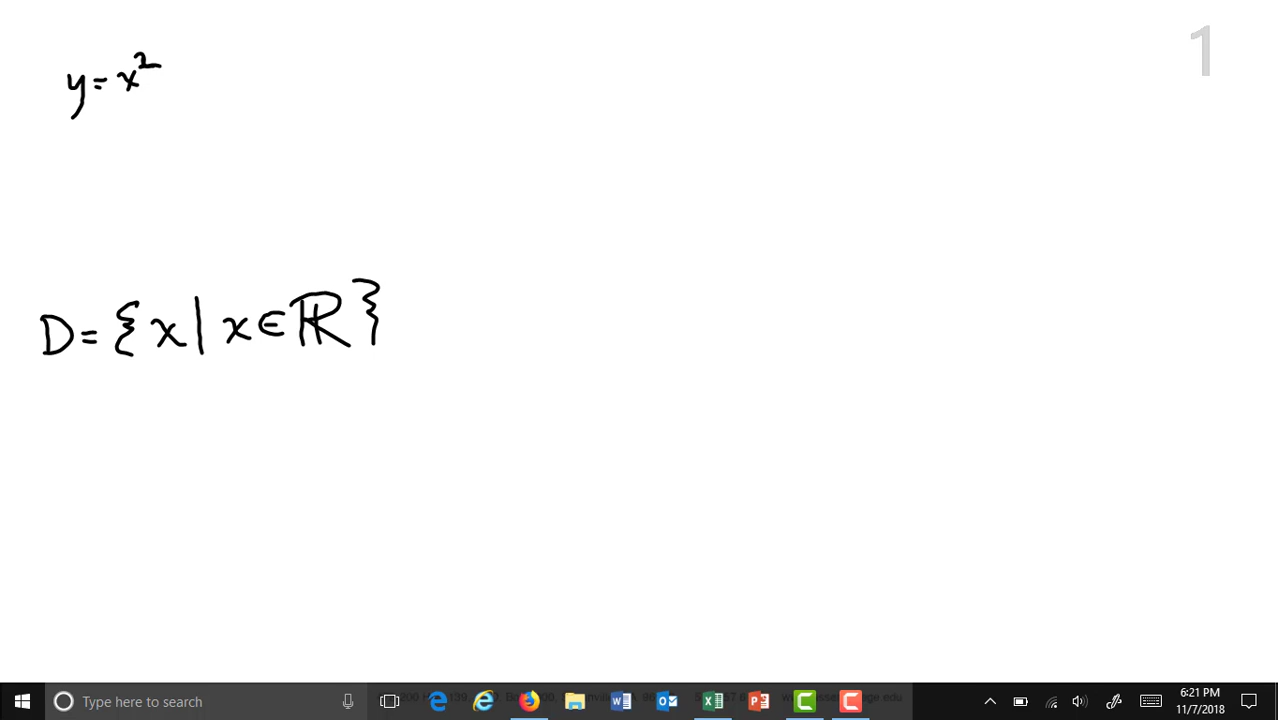 y = x²
1
D = { x | x ∈ ℝ }
Type here to search
6:21 PM
11/7/2018